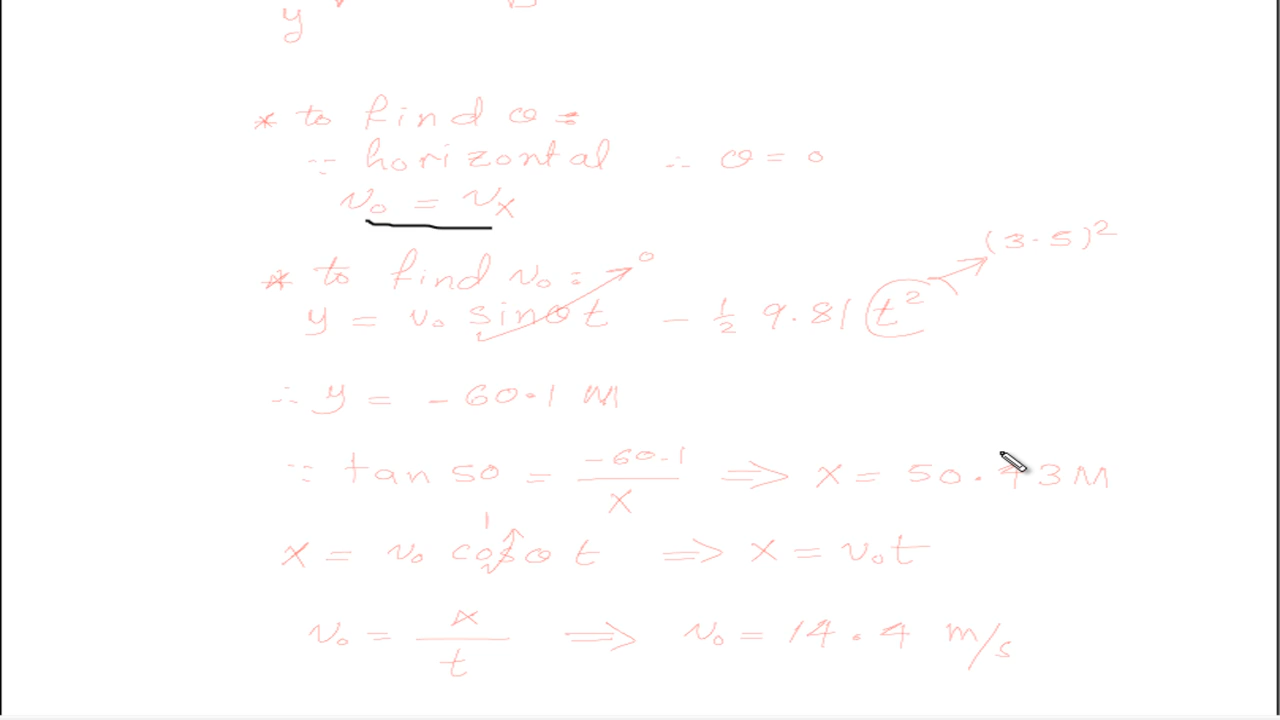 y
* to find θ =
∵ horizontal ∴ θ = 0
v₀ = vx
* to find v₀ : 0 (3.5)²
y = v₀ sinθ t - ½ 9.81 t²
∴ y = - 60.1 M
∵ tan 50 = -60.1 / x ⇒ x = 50.43 M
x = v₀ cosθ t ⇒ x = v₀t
1
v₀ = x / t ⇒ v₀ = 14.4 m/s